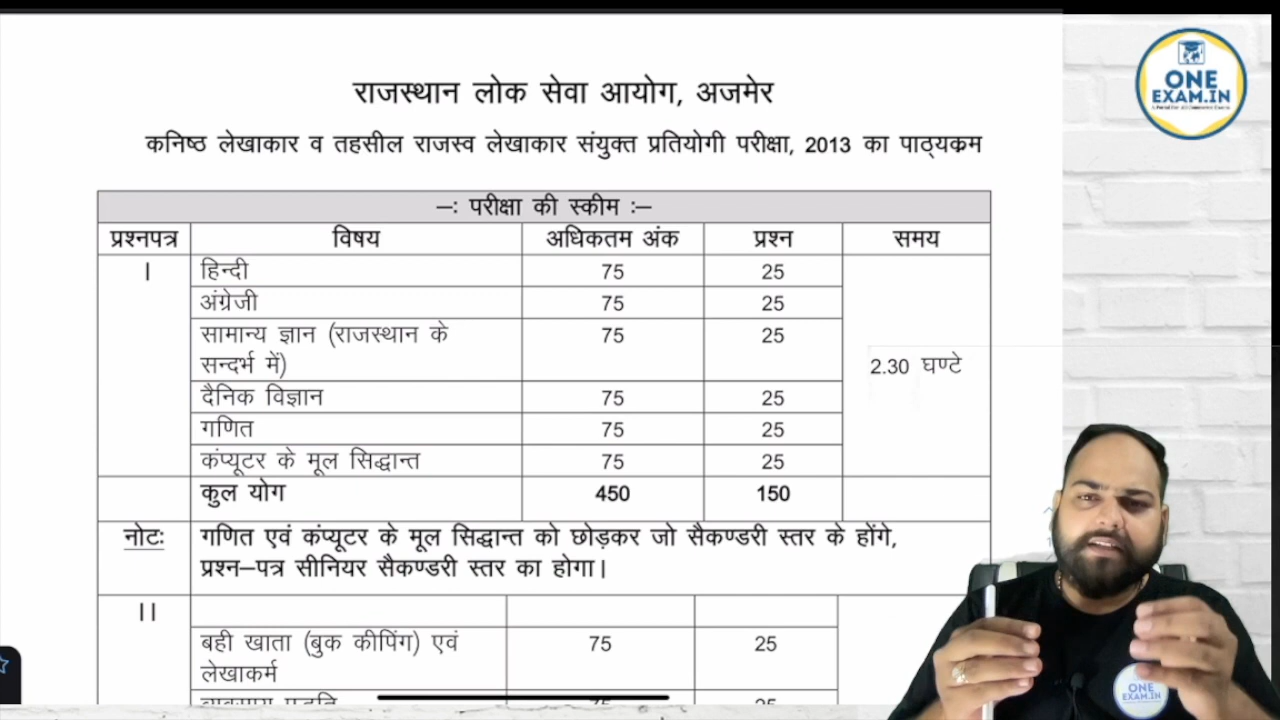 राजस्थान लोक सेवा आयोग, अजमेर
कनिष्ठ लेखाकार व तहसील राजस्व लेखाकार संयुक्त प्रतियोगी परीक्षा, 2013 का पाठ्यक्रम
–: परीक्षा की स्कीम :–
प्रश्नपत्र विषय अधिकतम अंक प्रश्न समय
I हिन्दी 75 25
अंग्रेजी 75 25
सामान्य ज्ञान (राजस्थान के 75 25
सन्दर्भ में)
2.30 घण्टे
दैनिक विज्ञान 75 25
गणित 75 25
कंप्यूटर के मूल सिद्धान्त 75 25
कुल योग 450 150
नोटः गणित एवं कंप्यूटर के मूल सिद्धान्त को छोड़कर जो सैकण्डरी स्तर के होंगे,
प्रश्न–पत्र सीनियर सैकण्डरी स्तर का होगा।
II
बही खाता (बुक कीपिंग) एवं 75 25
लेखाकर्म
ONE
EXAM.IN
ONE
EXAM.IN